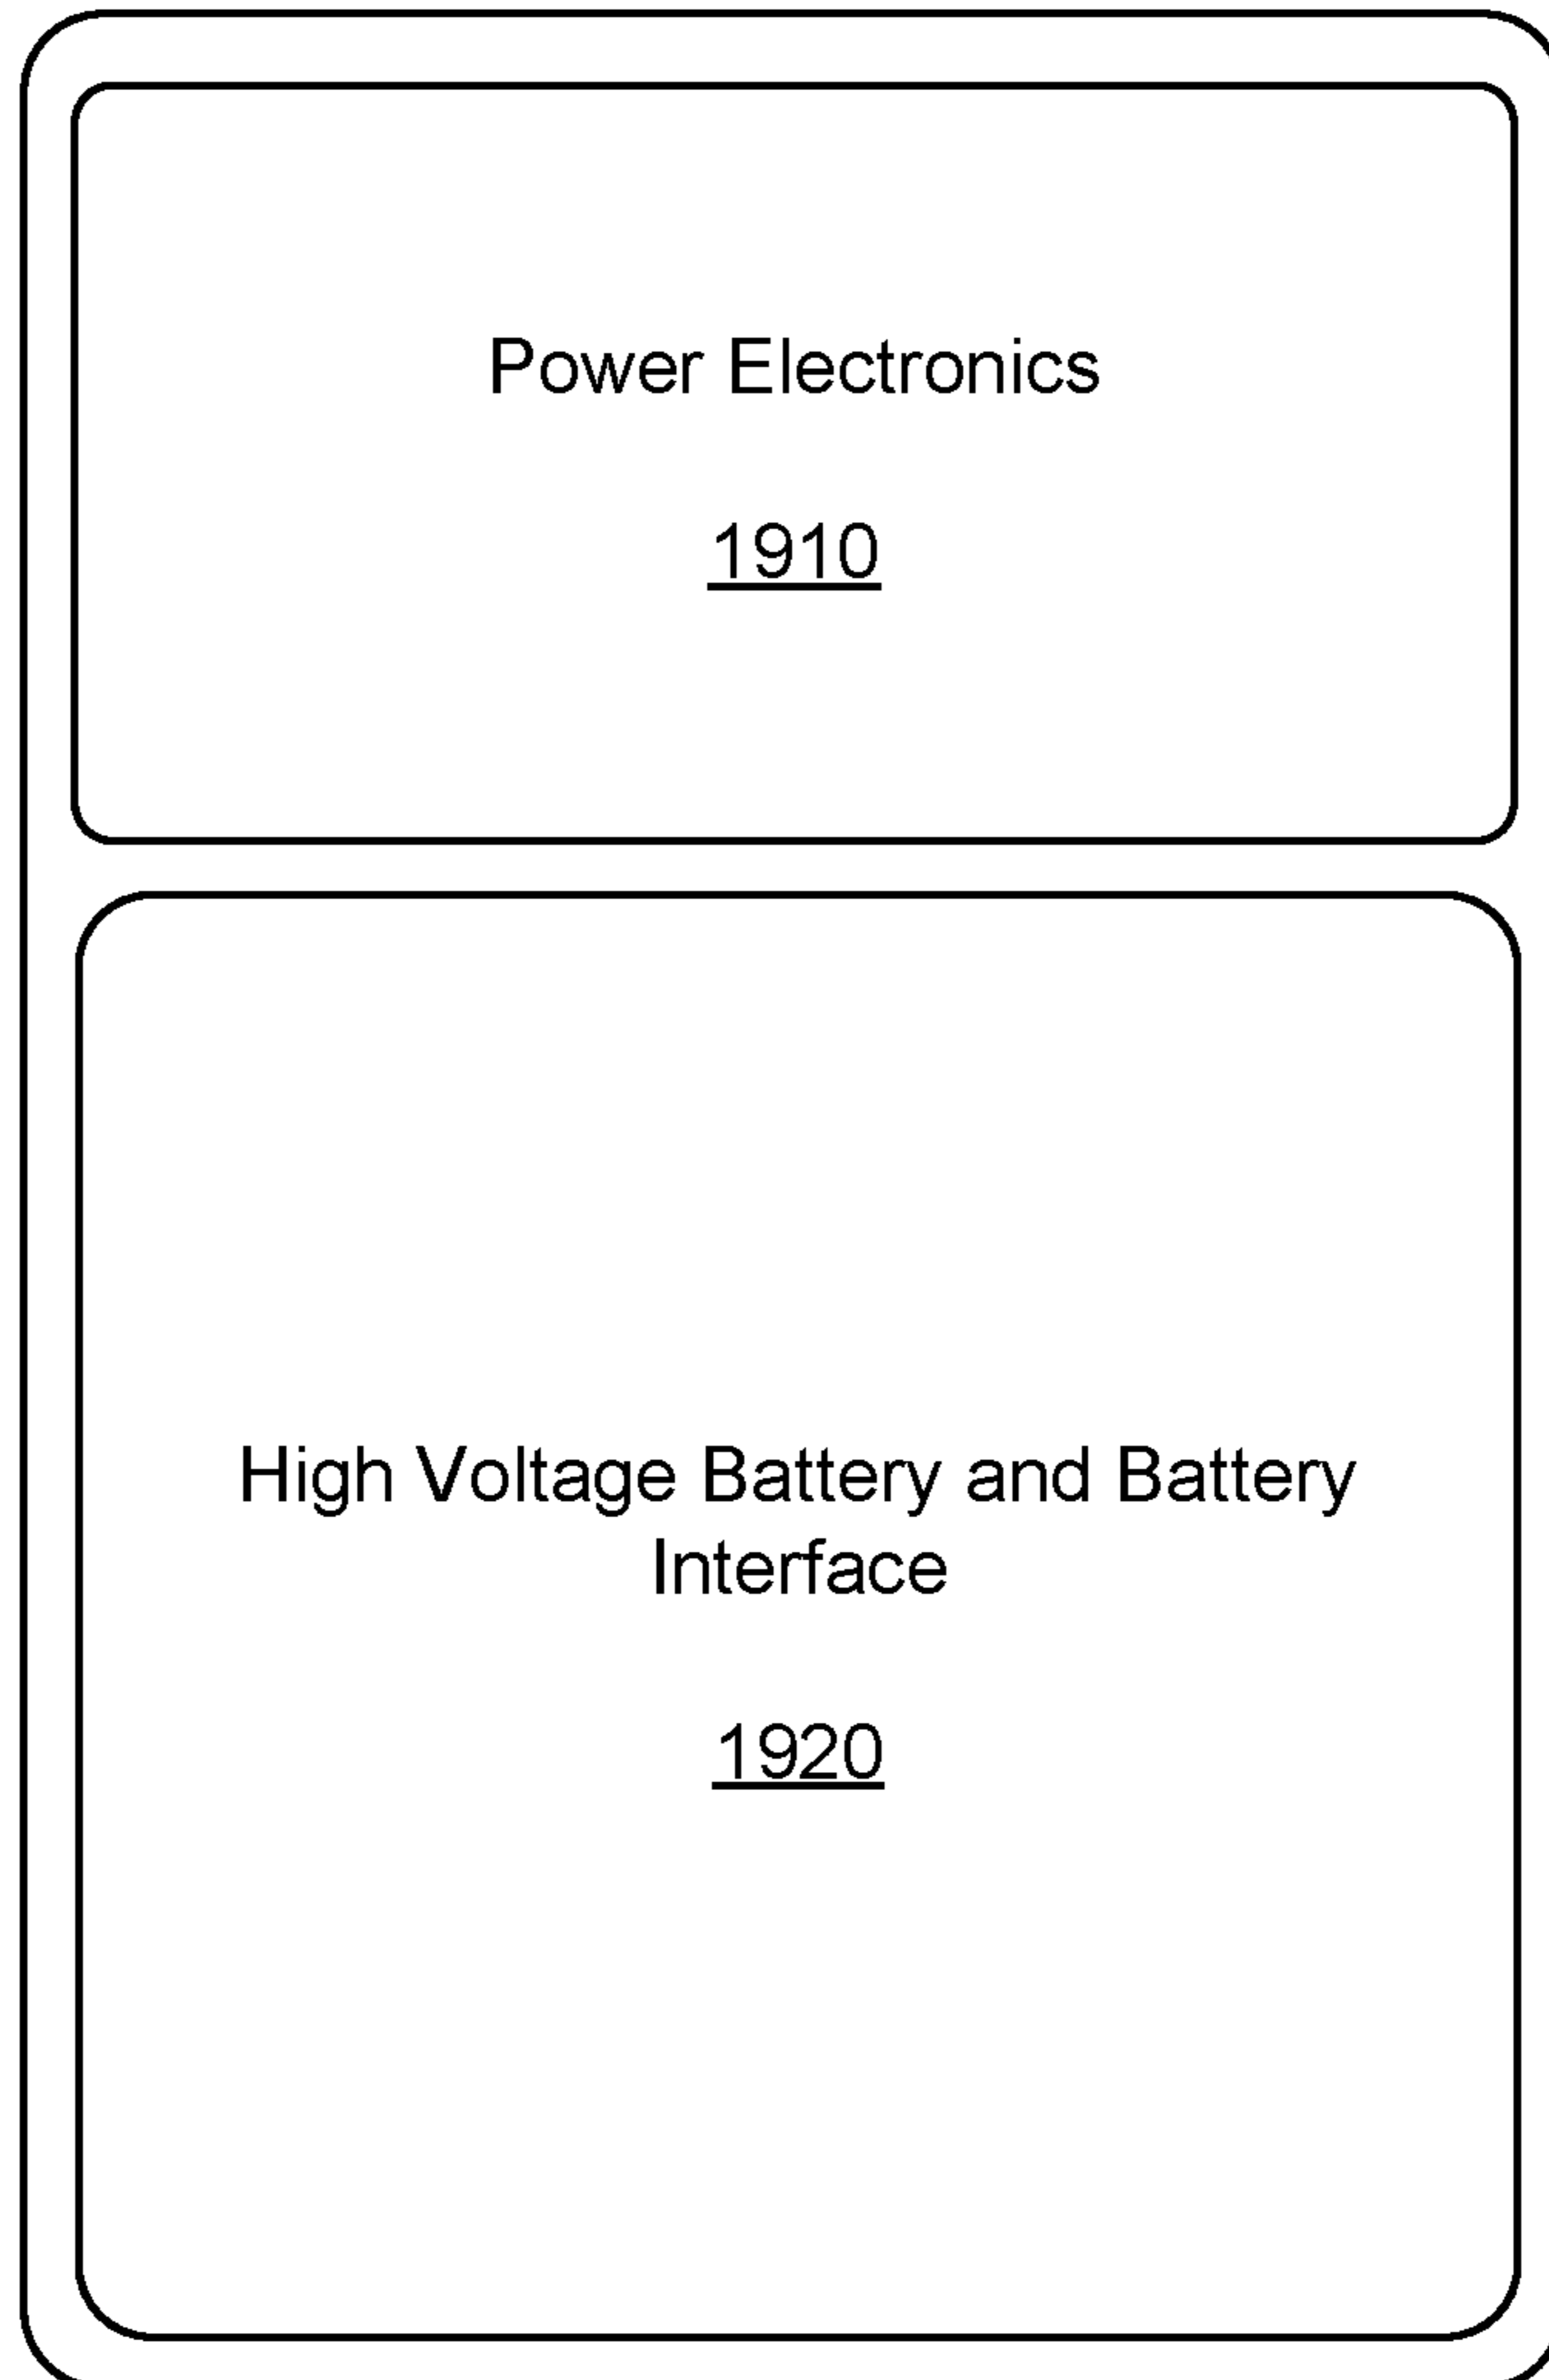 Power Electronics
1910
High Voltage Battery and Battery
Interface
1920